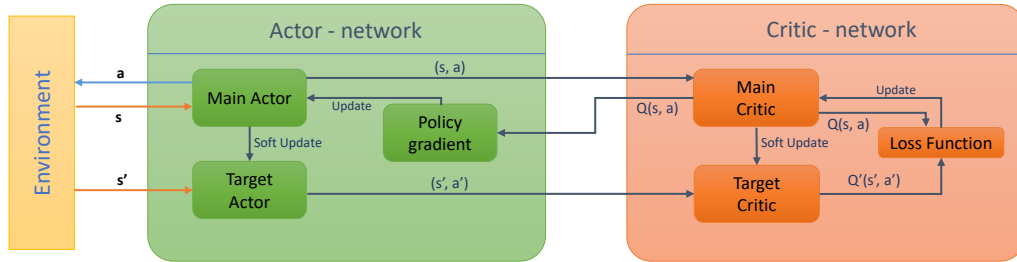 Environment
Actor - network
Critic - network
a
s
s’
Main Actor
(s, a)
Update
Policy
gradient
Q(s, a)
Main
Critic
Update
Q(s, a)
Loss Function
Soft Update
Soft Update
Target
Actor
(s’, a’)
Target
Critic
Q’(s’, a’)